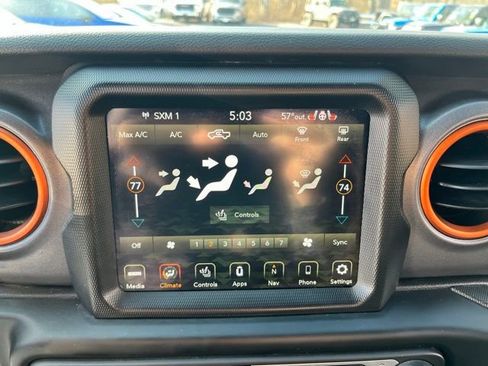 SXM 1 5:03 57°out
Max A/C A/C Auto Front Rear
77 74
Controls
Off 1 2 3 4 5 6 7 Sync
Media Climate Controls Apps N Nav Phone Settings